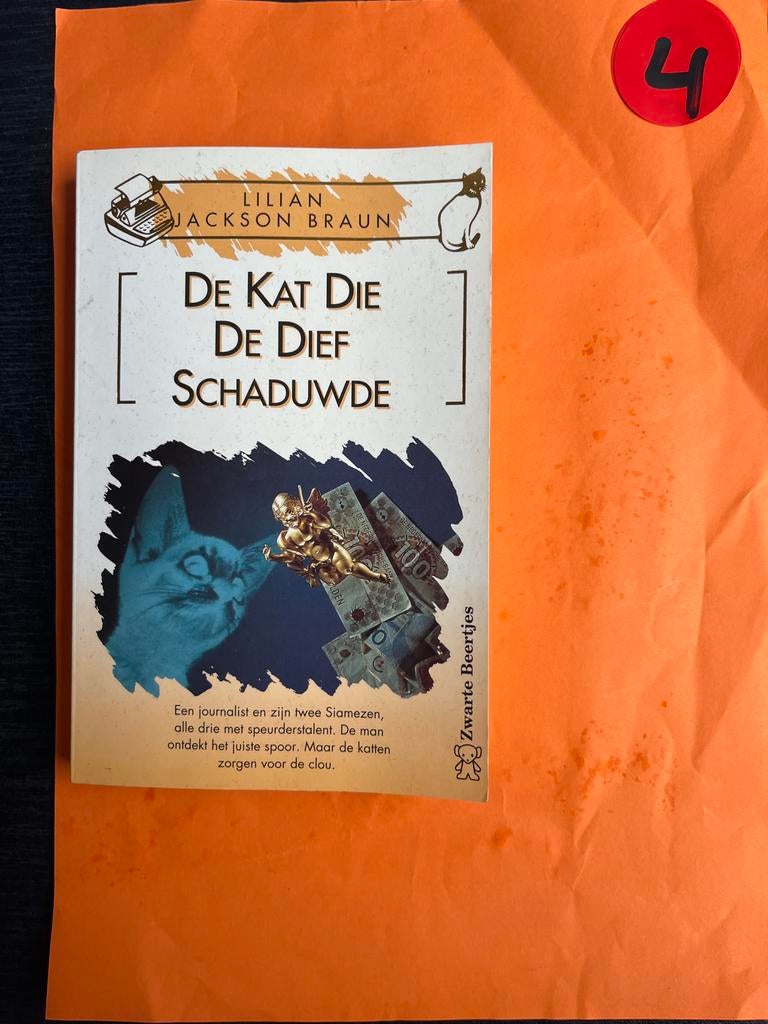 4
LILIAN
JACKSON BRAUN
DE KAT DIE
DE DIEF
SCHADUWDE
100
Een journalist en zijn twee Siamezen,
alle drie met speurderstalent. De man
ontdekt het juiste spoor. Maar de katten
zorgen voor de clou.
Zwarte Beertjes